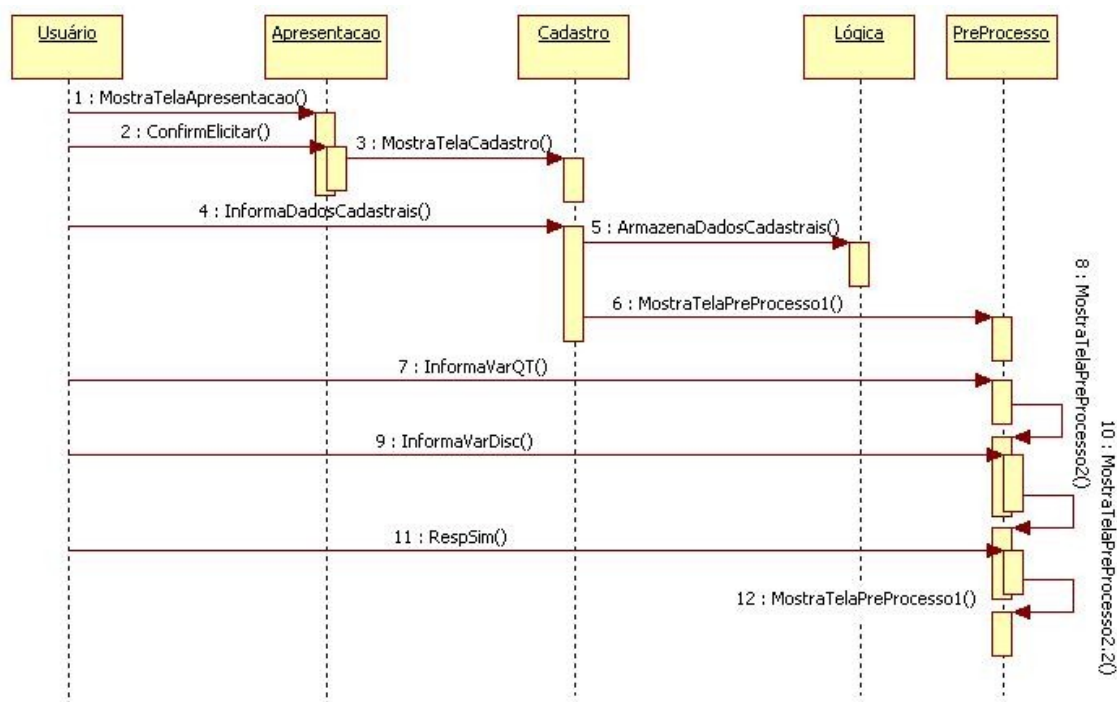 Usuário
Apresentacao
Cadastro
Lógica
PreProcesso
1 : MostraTelaApresentacao()
2 : ConfirmElicitar()
3 : MostraTelaCadastro()
4 : InformaDadosCadastrais()
5 : ArmazenaDadosCadastrais()
6 : MostraTelaPreProcesso1()
7 : InformaVarQT()
8 : MostraTelaPreProcesso2()
9 : InformaVarDisc()
10 : MostraTelaPreProcesso2.2()
11 : RespSim()
12 : MostraTelaPreProcesso1()